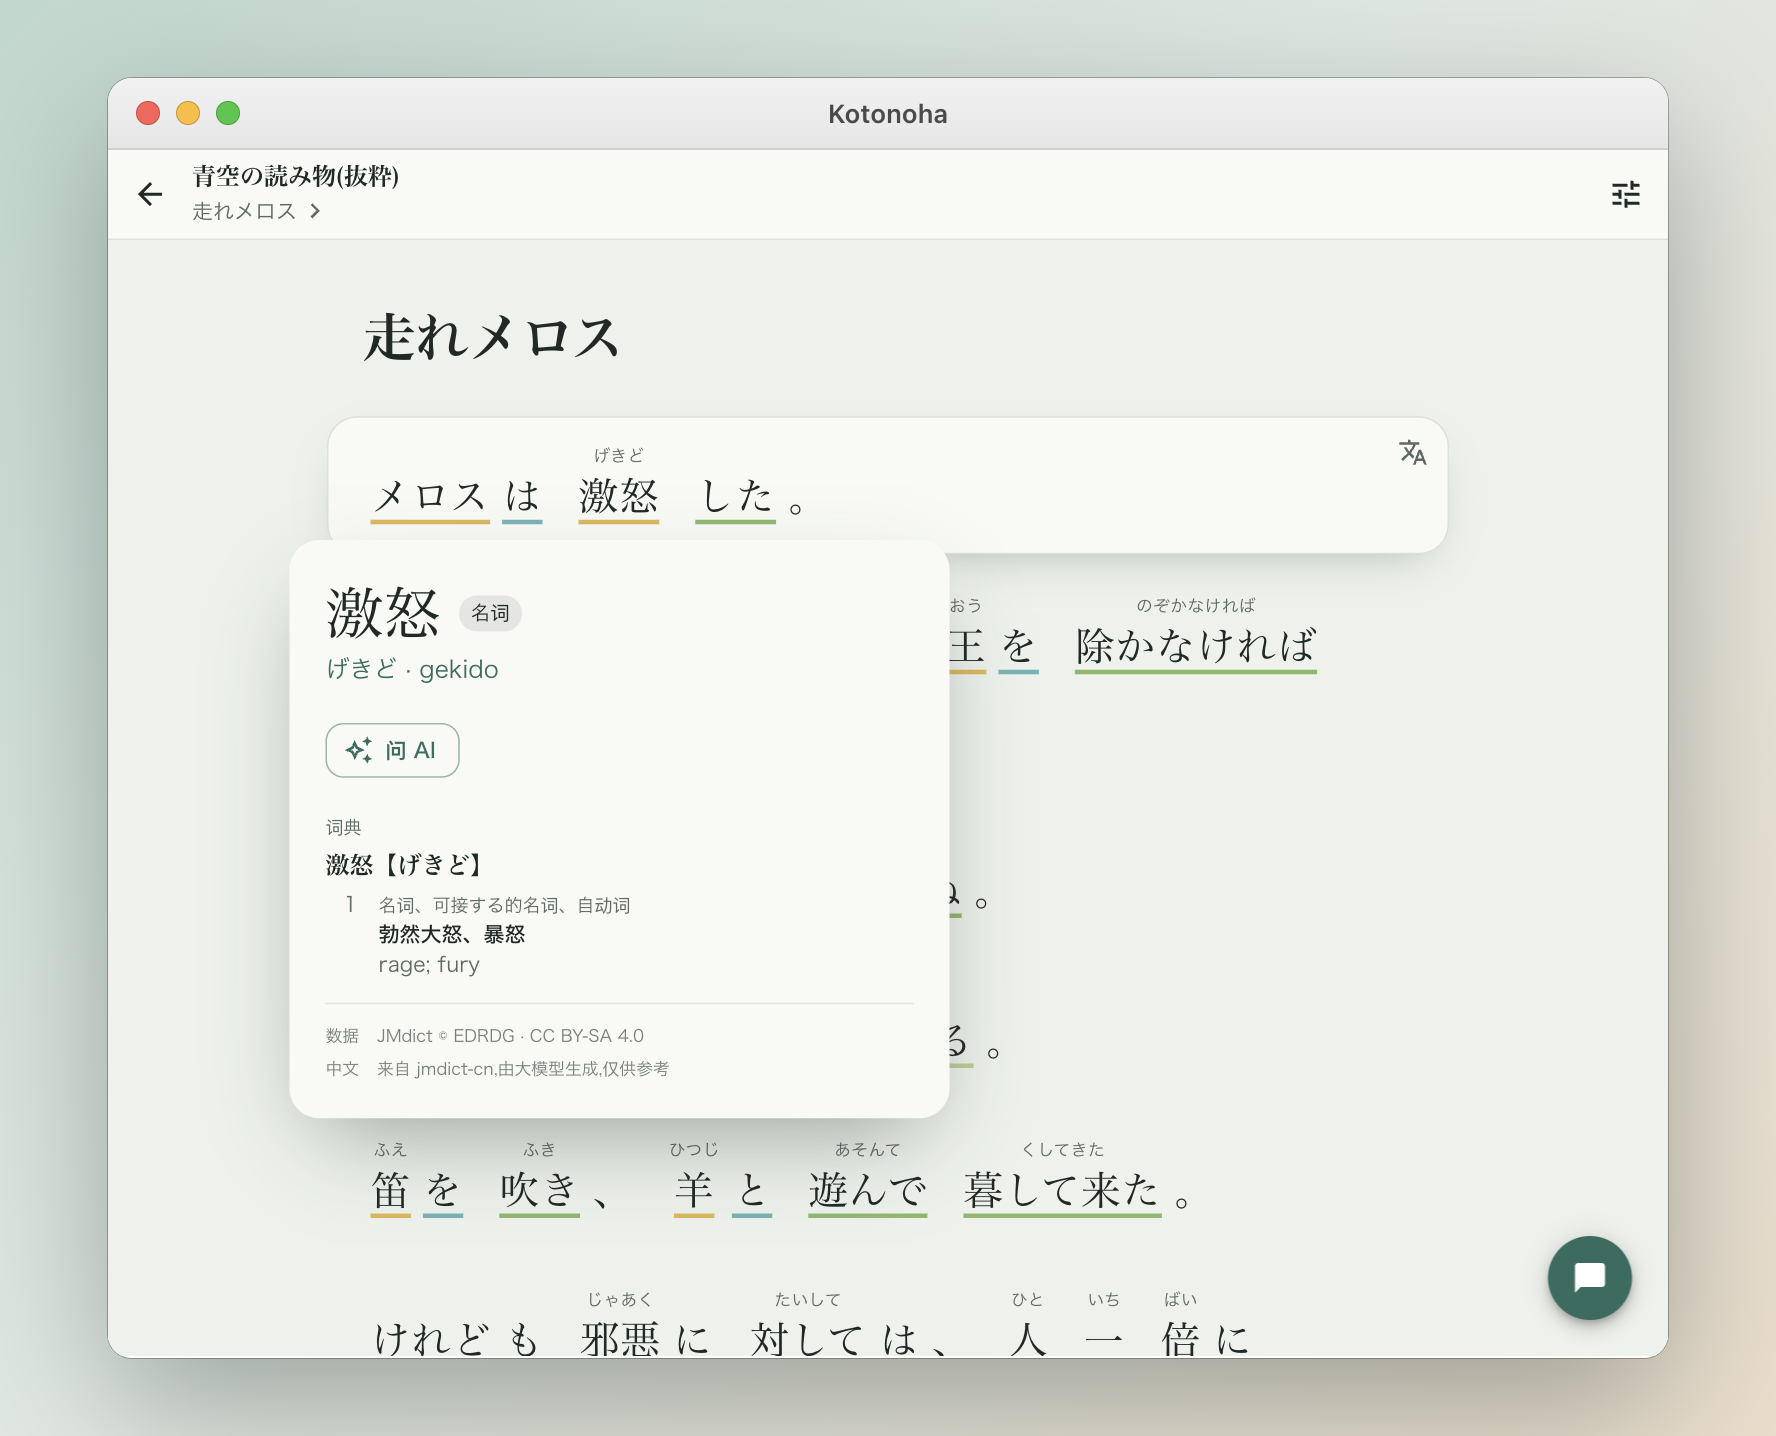 Kotonoha
青空の読み物(抜粋)
走れメロス
走れメロス
げきど
メロスは 激怒 した。
おう のぞかなければ
王を 除かなければ
激怒 名词
げきど · gekido
问 AI
词典
激怒【げきど】
1 名词、可接する的名词、自动词
勃然大怒、暴怒
rage; fury
数据 JMdict © EDRDG · CC BY-SA 4.0
中文 来自 jmdict-cn,由大模型生成,仅供参考
。
る。
ふえ ふき ひつじ あそんで くしてきた
笛を 吹き、 羊と 遊んで 暮して来た。
じゃあく たいして ひと いち ばい
けれども 邪悪に 対しては、 人 一 倍に